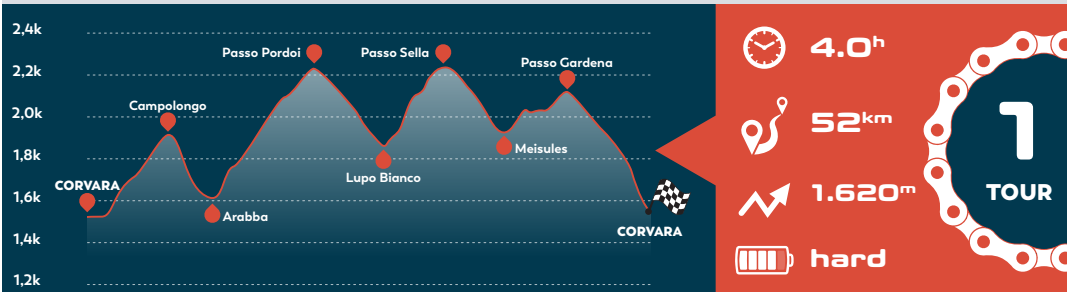 2,4k
2,2k
2,0k
1,8k
1,6k
1,4k
1,2k
CORVARA
Campolongo
Arabba
Passo Pordoi
Lupo Bianco
Passo Sella
Meisules
Passo Gardena
CORVARA
4.0h
52km
1.620m
hard
1
TOUR